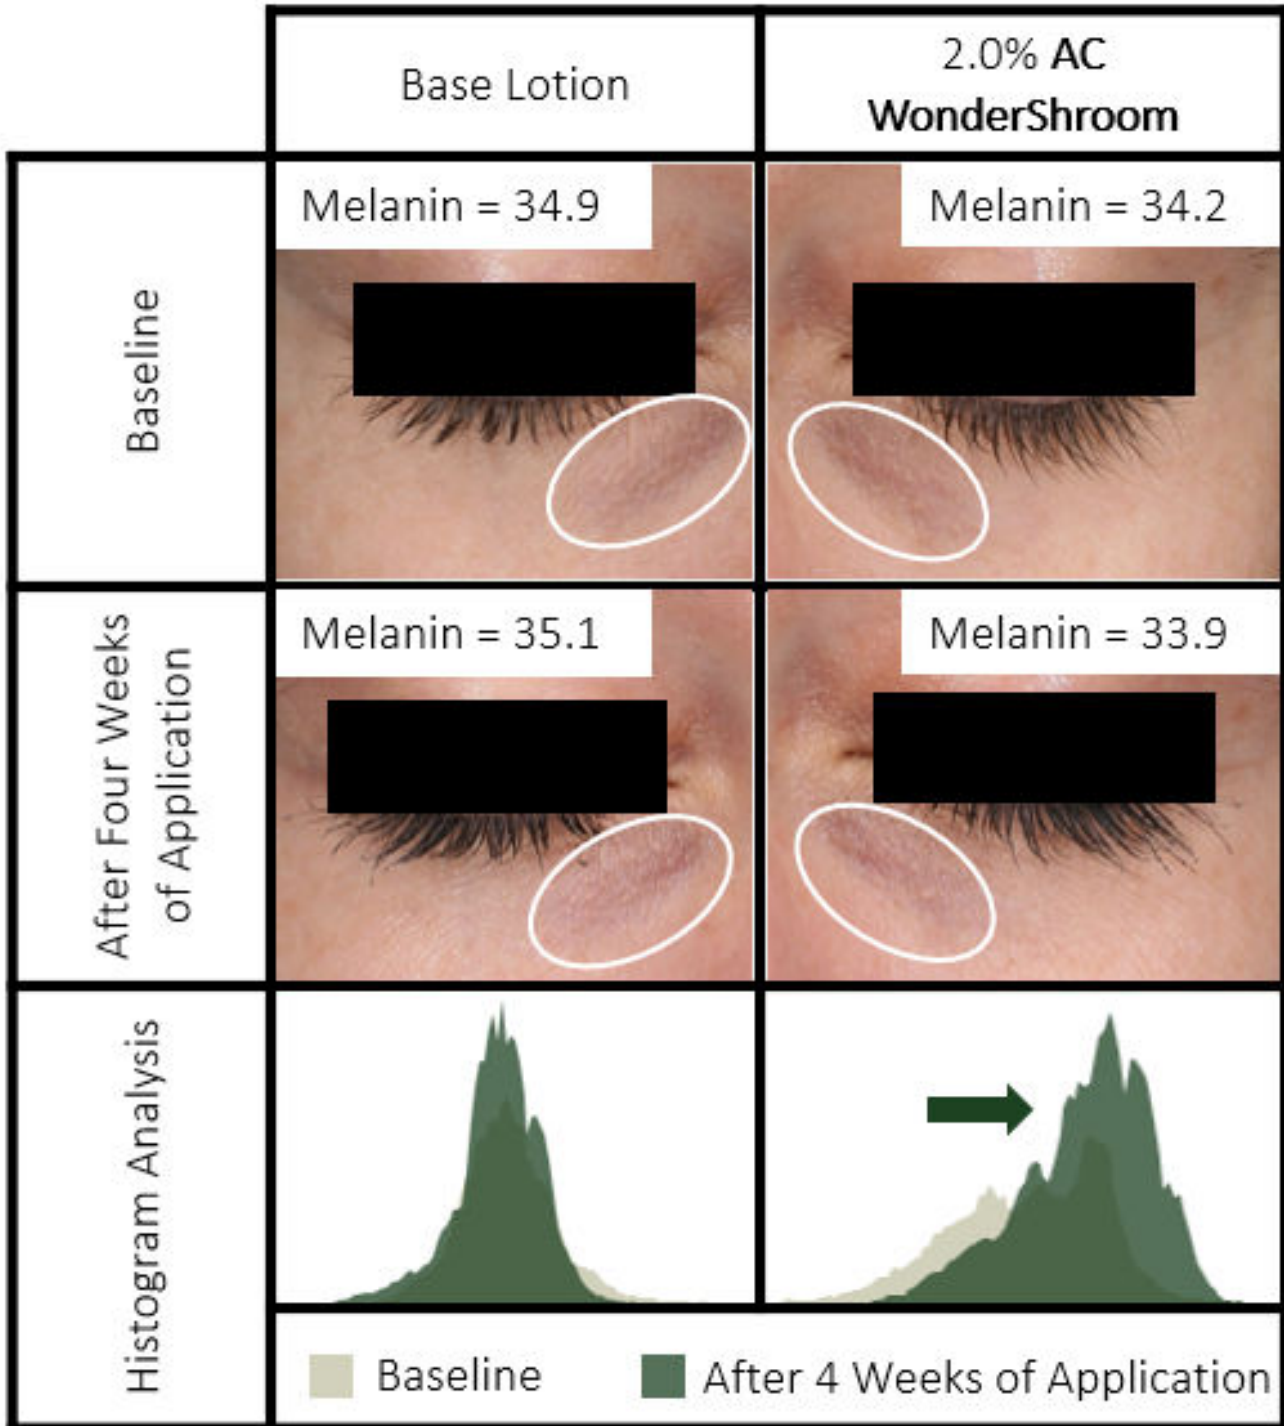 Base Lotion
2.0% AC
WonderShroom
Baseline
Melanin = 34.9
Melanin = 34.2
After Four Weeks
of Application
Melanin = 35.1
Melanin = 33.9
Histogram Analysis
Baseline
After 4 Weeks of Application